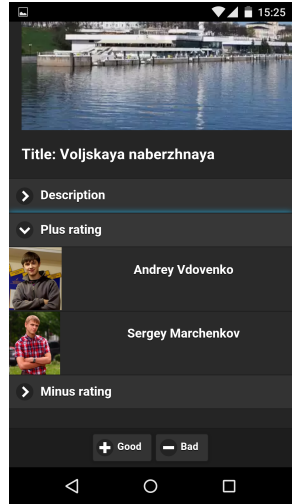 15:25
Title: Voljskaya naberzhnaya
Description
Plus rating
Andrey Vdovenko
Sergey Marchenkov
Minus rating
Good Bad